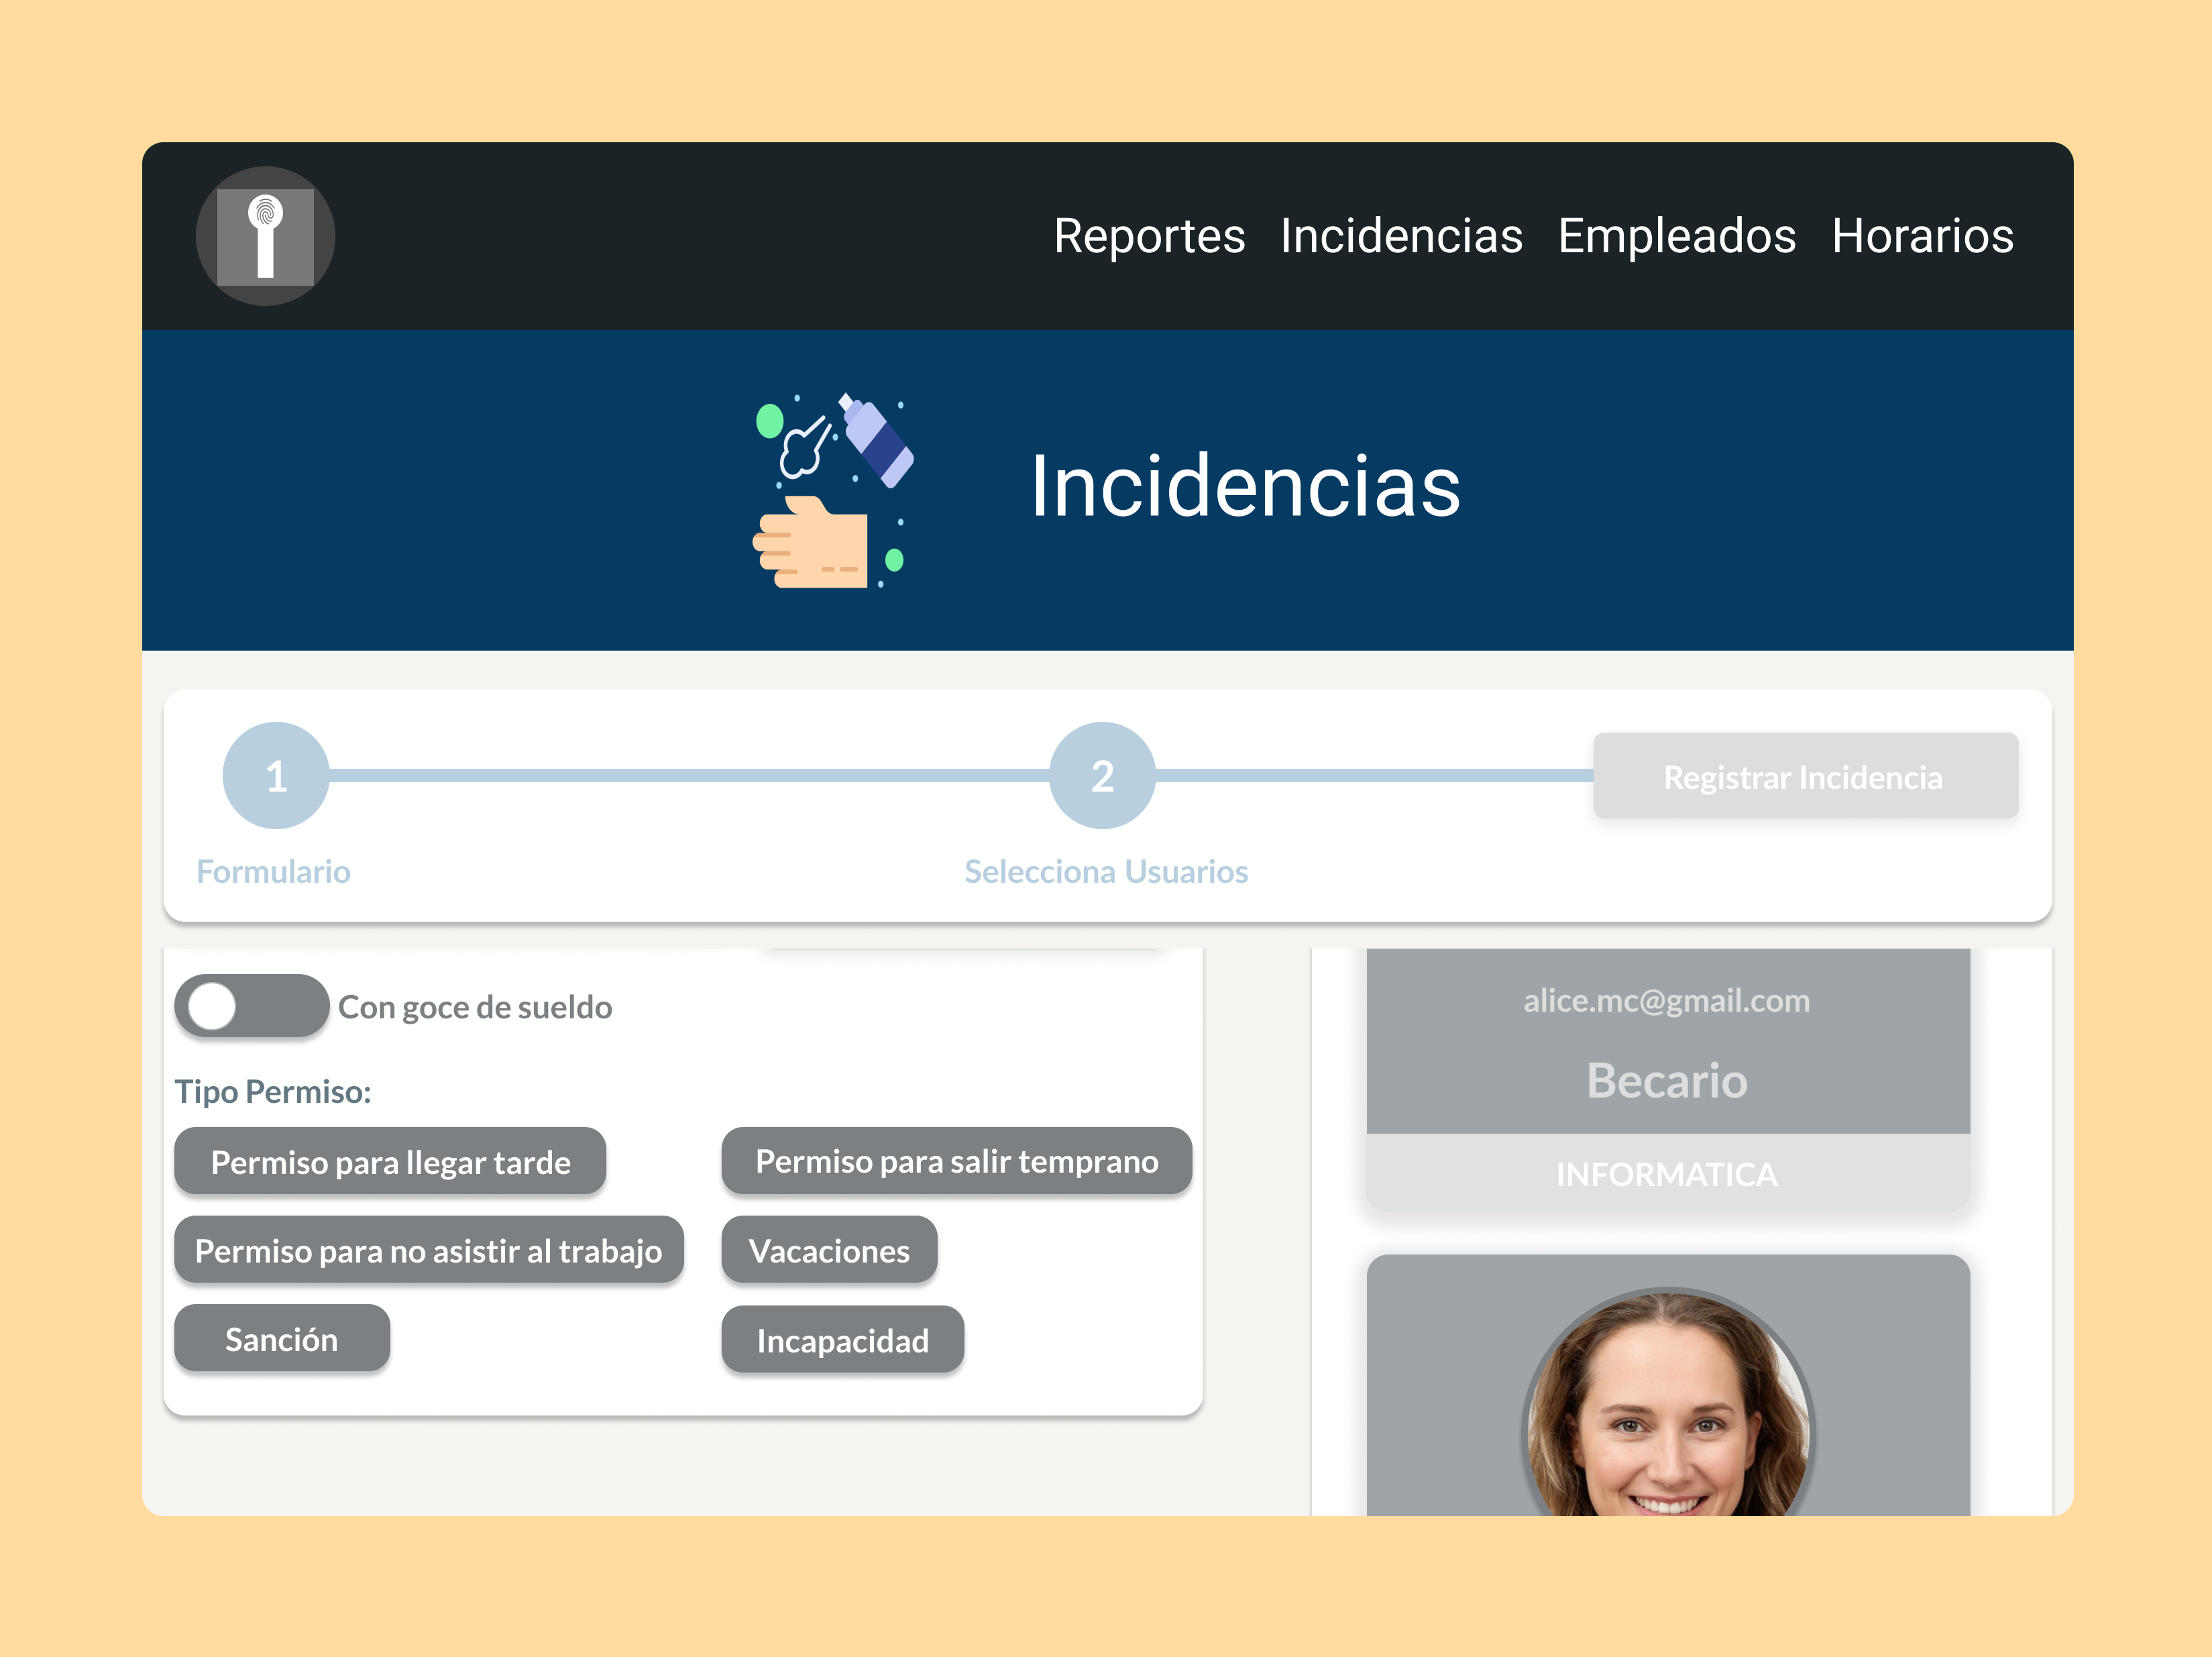 Reportes Incidencias Empleados Horarios
Incidencias
1
2
Registrar Incidencia
Formulario
Selecciona Usuarios
Con goce de sueldo
Tipo Permiso:
Permiso para llegar tarde
Permiso para salir temprano
Permiso para no asistir al trabajo
Vacaciones
Sanción
Incapacidad
alice.mc@gmail.com
Becario
INFORMATICA